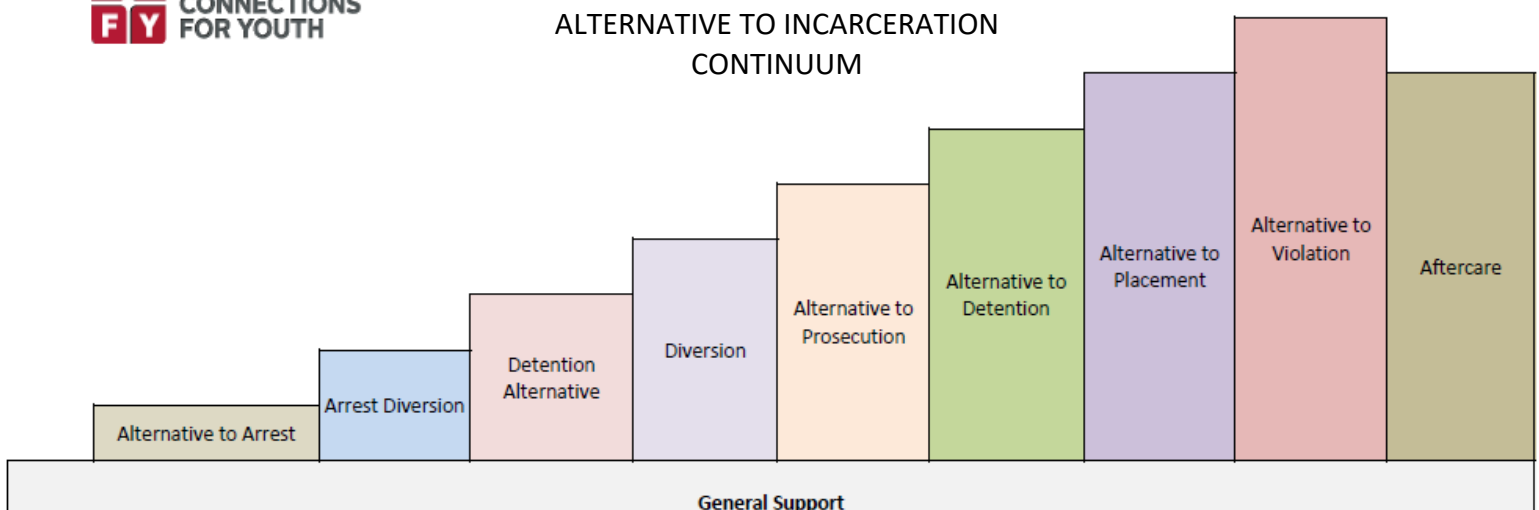 CONNECTIONS
F Y FOR YOUTH
ALTERNATIVE TO INCARCERATION
CONTINUUM
Alternative to Arrest
Arrest Diversion
Detention
Alternative
Diversion
Alternative to
Prosecution
Alternative to
Detention
Alternative to
Placement
Alternative to
Violation
Aftercare
General Support